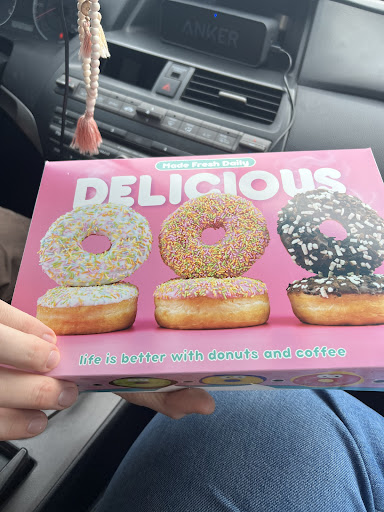 ANKER
Made Fresh Daily
DELICIOUS
life is better with donuts and coffee